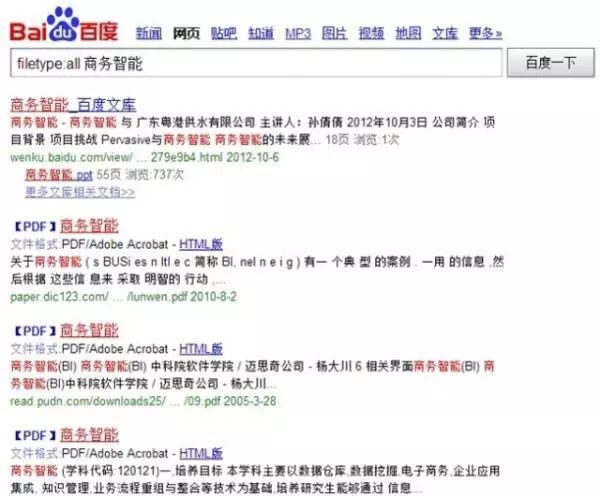 Baidu百度 新闻 网页 贴吧 知道 MP3 图片 视频 地图 文库 更多»
filetype:all 商务智能 百度一下
商务智能_百度文库
商务智能 - 商务智能 与 广东粤港供水有限公司 主讲人：孙倩倩 2012年10月3日 公司简介 项
目背景 项目挑战 Pervasive与商务智能 商务智能的未来展... 18页 浏览:1次
wenku.baidu.com/view/ ... 279e9b4.html 2012-10-6
商务智能.ppt 55页 浏览:737次
更多文库相关文档>>
【PDF】商务智能
文件格式:PDF/Adobe Acrobat - HTML版
关于商务智能 ( s BUSi es n ltl e c 简称 BI, nel n e i g ) 有一 个 典 型 的案例 . 一用 的信息 ,然
后根据 这些信 息来 采取 明智的 行动 ,...
paper.dic123.com/ ... /lunwen.pdf 2010-8-2
【PDF】商务智能
文件格式:PDF/Adobe Acrobat - HTML版
商务智能(BI) 商务智能(BI) 中科院软件学院 / 迈思奇公司 - 杨大川 6 相关界面商务智能(BI) 商
务智能(BI)中科院软件学院 / 迈思奇公司 - 杨大川...
read.pudn.com/downloads25/ ... /09.pdf 2005-3-28
【PDF】商务智能
文件格式:PDF/Adobe Acrobat - HTML版
商务智能 (学科代码:120121)一,培养目标 本学科主要以数据仓库,数据挖掘,电子商务,企业应用
集成, 知识管理,业务流程重组与整合等技术为基础,培养研究生能够通过 信息...